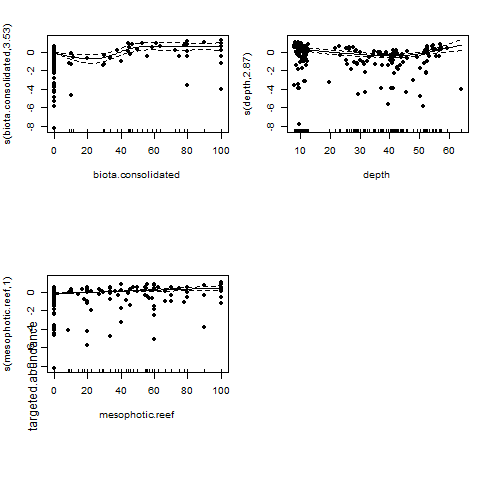 s(biota.consolidated,3.53)
0
-2
-4
-6
-8
0 20 40 60 80 100
biota.consolidated
s(depth,2.87)
0
-2
-4
-6
-8
10 20 30 40 50 60
depth
s(mesophotic.reef,1)
targeted.abundance
0
-2
-4
-6
-8
0 20 40 60 80 100
mesophotic.reef